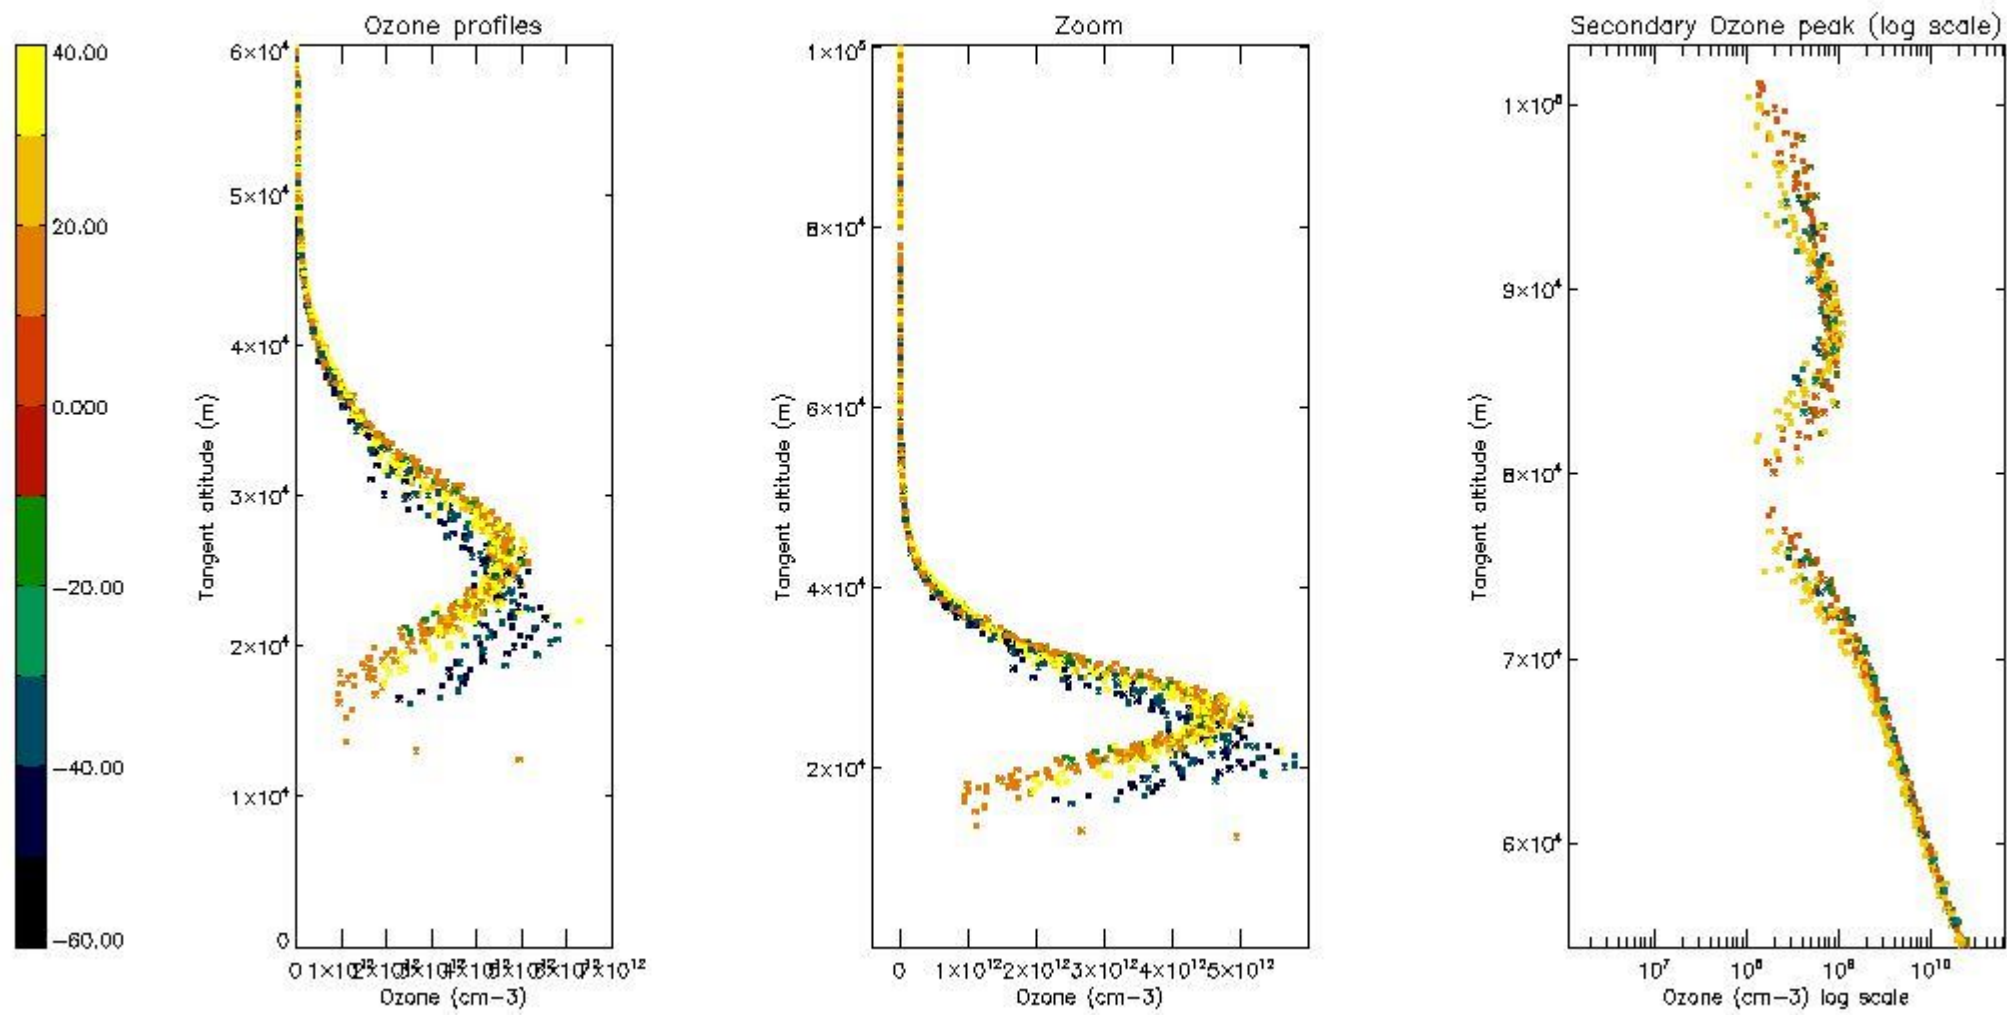 Ozone profiles
Zoom
Secondary Ozone peak (log scale)
40.00
20.00
0.000
−20.00
−40.00
−60.00
Tangent altitude (m)
6×10⁴
5×10⁴
4×10⁴
3×10⁴
2×10⁴
1×10⁴
0
Ozone (cm−3)
Tangent altitude (m)
1×10⁵
8×10⁴
6×10⁴
4×10⁴
2×10⁴
0 1×10¹² 2×10¹² 3×10¹² 4×10¹² 5×10¹²
Ozone (cm−3)
Tangent altitude (m)
9×10⁴
8×10⁴
7×10⁴
6×10⁴
10⁷ 10⁸ 10⁹ 10¹⁰
Ozone (cm−3) log scale